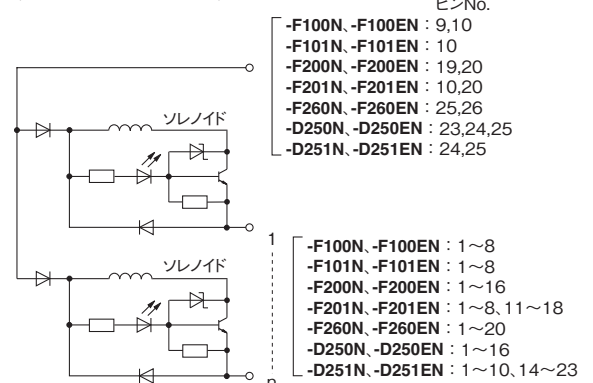 ピンNo.
-F100N、-F100EN：9,10
-F101N、-F101EN：10
-F200N、-F200EN：19,20
-F201N、-F201EN：10,20
-F260N、-F260EN：25,26
-D250N、-D250EN：23,24,25
-D251N、-D251EN：24,25
ソレノイド
1
-F100N、-F100EN：1〜8
-F101N、-F101EN：1〜8
-F200N、-F200EN：1〜16
-F201N、-F201EN：1〜8、11〜18
-F260N、-F260EN：1〜20
-D250N、-D250EN：1〜16
-D251N、-D251EN：1〜10、14〜23
ソレノイド
n